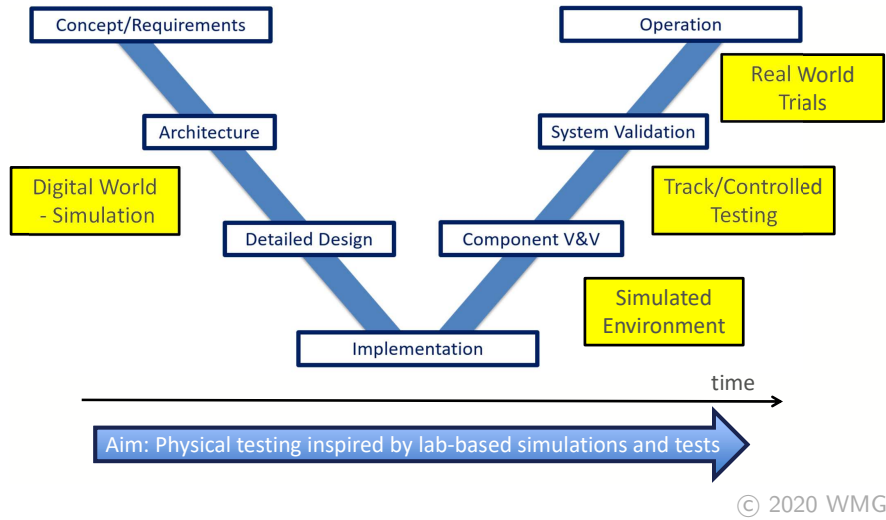 Concept/Requirements
Operation
Real World
Trials
Architecture
System Validation
Digital World
- Simulation
Track/Controlled
Testing
Detailed Design
Component V&V
Simulated
Environment
Implementation
time
Aim: Physical testing inspired by lab-based simulations and tests
© 2020 WMG